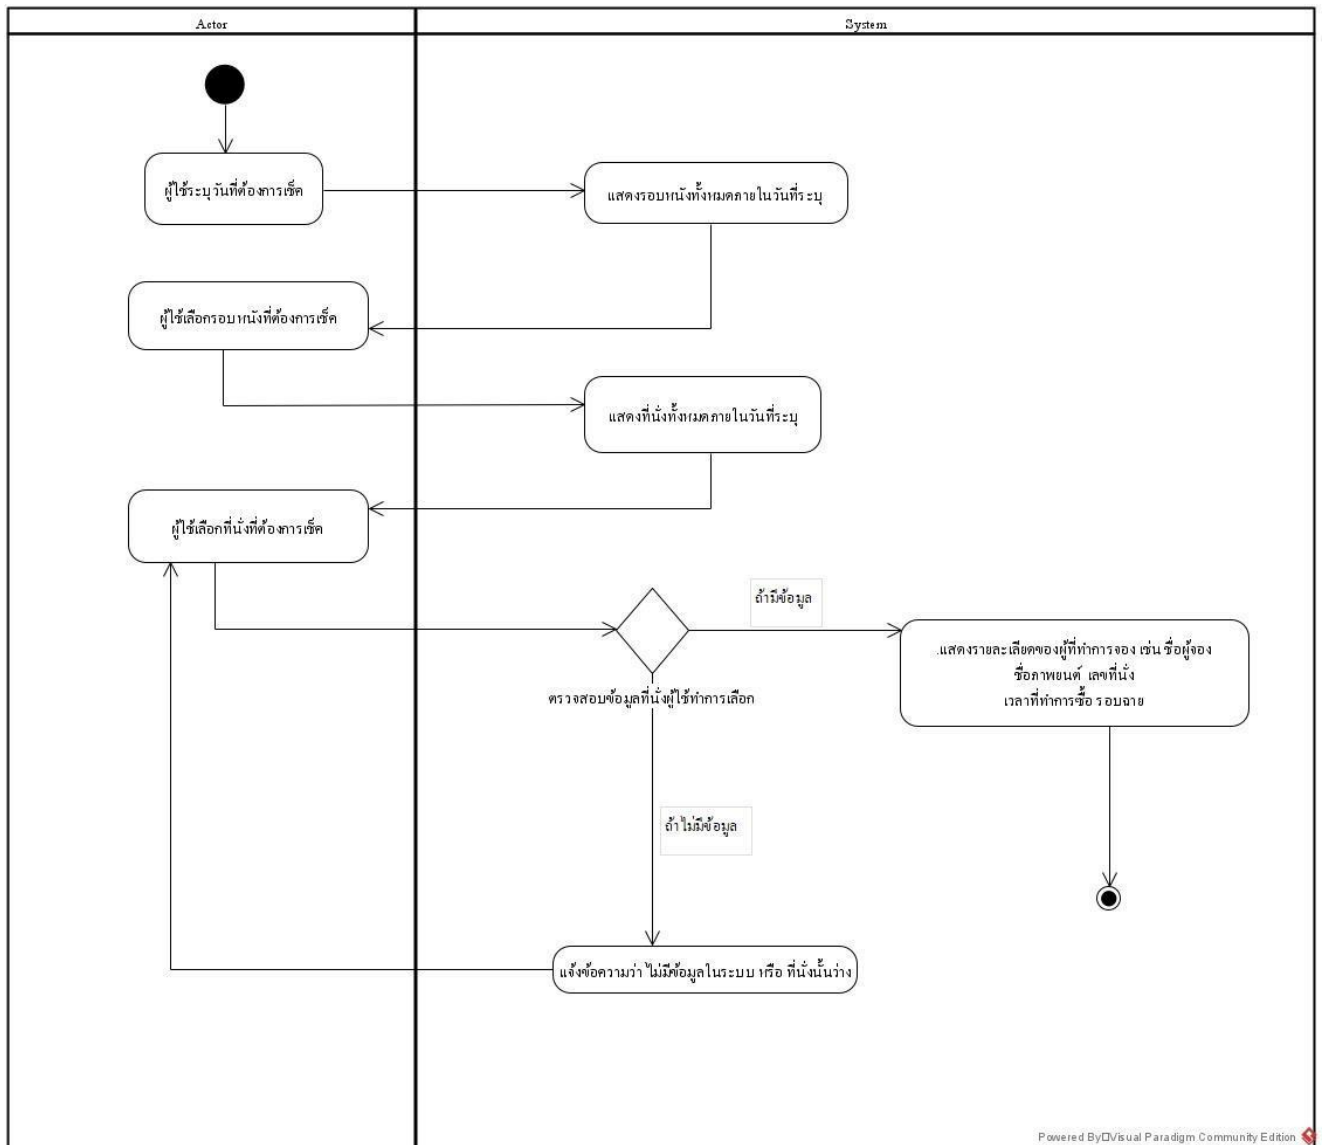 Actor
System
ผู้ใช้ระบุวันที่ต้องการเช็ค
แสดงรอบหนังทั้งหมดภายในวันที่ระบุ
ผู้ใช้เลือกรอบหนังที่ต้องการเช็ค
แสดงที่นั่งทั้งหมดภายในวันที่ระบุ
ผู้ใช้เลือกที่นั่งที่ต้องการเช็ค
ถ้ามีข้อมูล
.แสดงรายละเลียดของผู้ที่ทำการจอง เช่น ชื่อผู้จอง
ชื่อภาพยนต์ เลขที่นั่ง
เวลาที่ทำการซื้อ รอบฉาย
ตรวจสอบข้อมูลที่นั่งผู้ใช้ทำการเลือก
ถ้าไม่มีข้อมูล
แจ้งข้อความว่า ไม่มีข้อมูลในระบบ หรือ ที่นั่งนั้นว่าง
Powered By□Visual Paradigm Community Edition